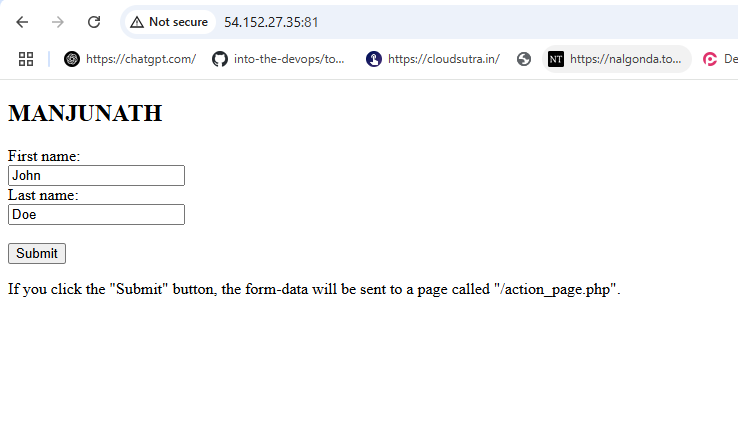 Not secure 54.152.27.35:81
https://chatgpt.com/ into-the-devops/to... https://cloudsutra.in/ NT https://nalgonda.to... De
MANJUNATH
First name:
John
Last name:
Doe
Submit
If you click the "Submit" button, the form-data will be sent to a page called "/action_page.php".